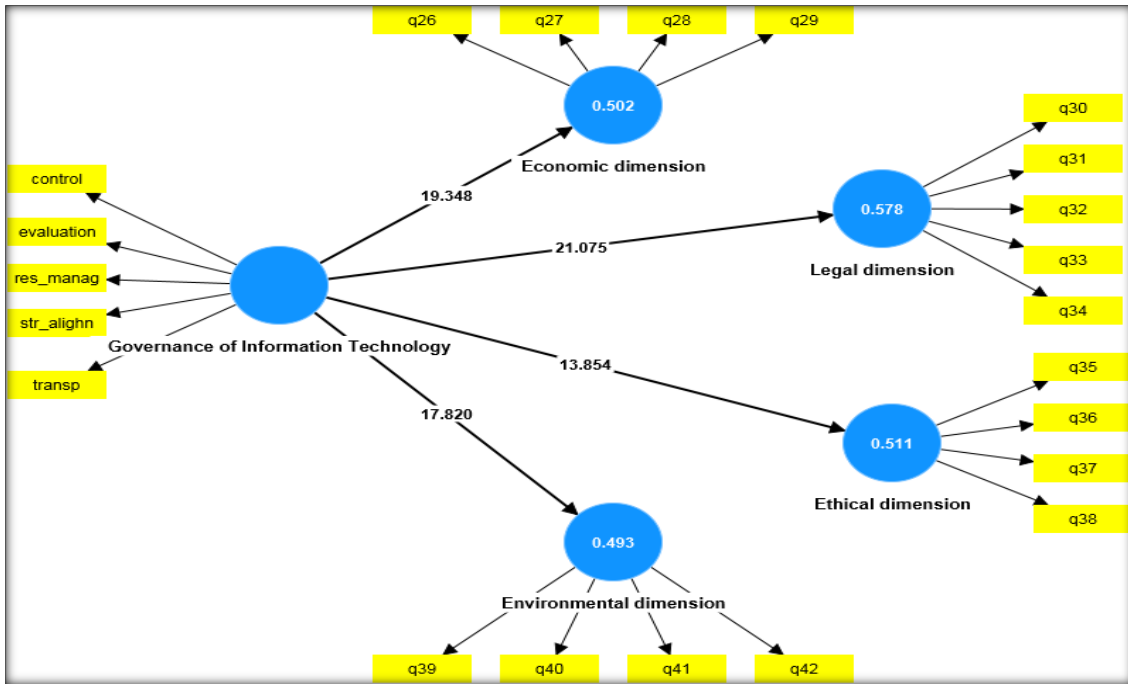 q26
q27
q28
q29
0.502
Economic dimension
q30
q31
q32
q33
q34
0.578
Legal dimension
control
evaluation
res_manag
str_alighn
transp
Governance of Information Technology
19.348
21.075
13.854
17.820
q35
q36
q37
q38
0.511
Ethical dimension
0.493
Environmental dimension
q39
q40
q41
q42